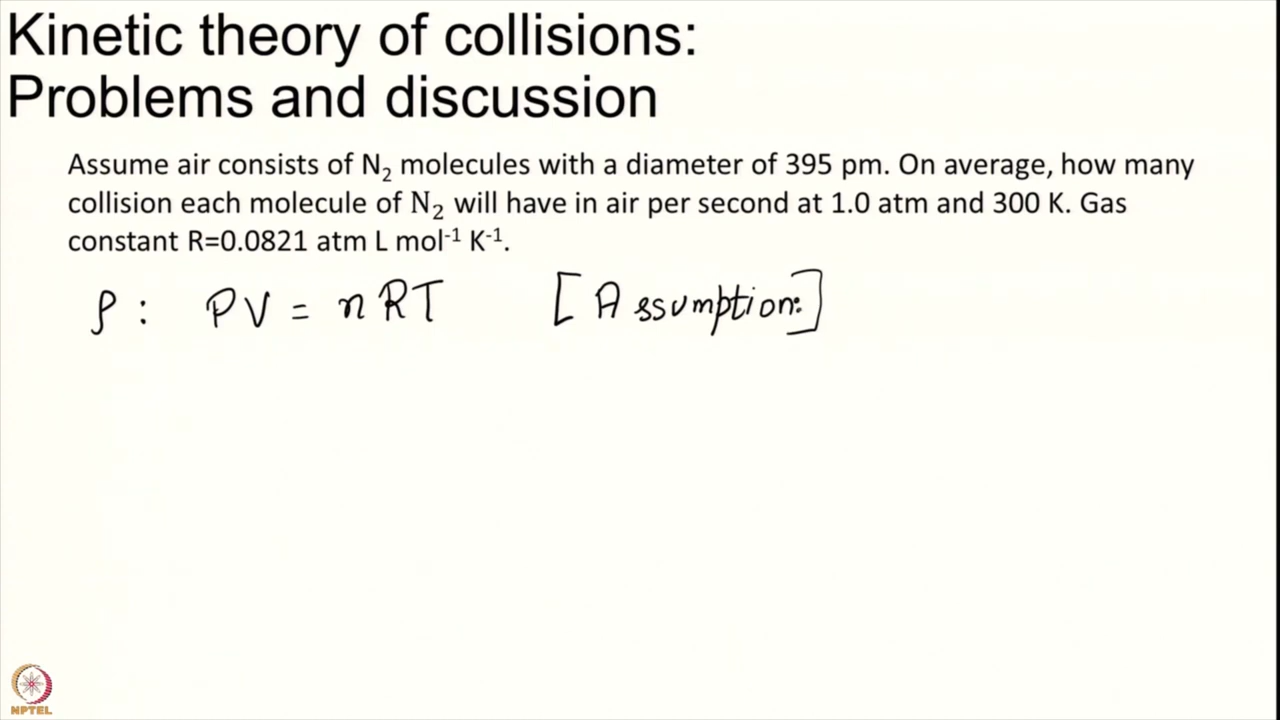 Kinetic theory of collisions:
Problems and discussion
Assume air consists of N₂ molecules with a diameter of 395 pm. On average, how many
collision each molecule of N₂ will have in air per second at 1.0 atm and 300 K. Gas
constant R=0.0821 atm L mol⁻¹ K⁻¹.
ρ: PV = nRT [Assumption:]
NPTEL